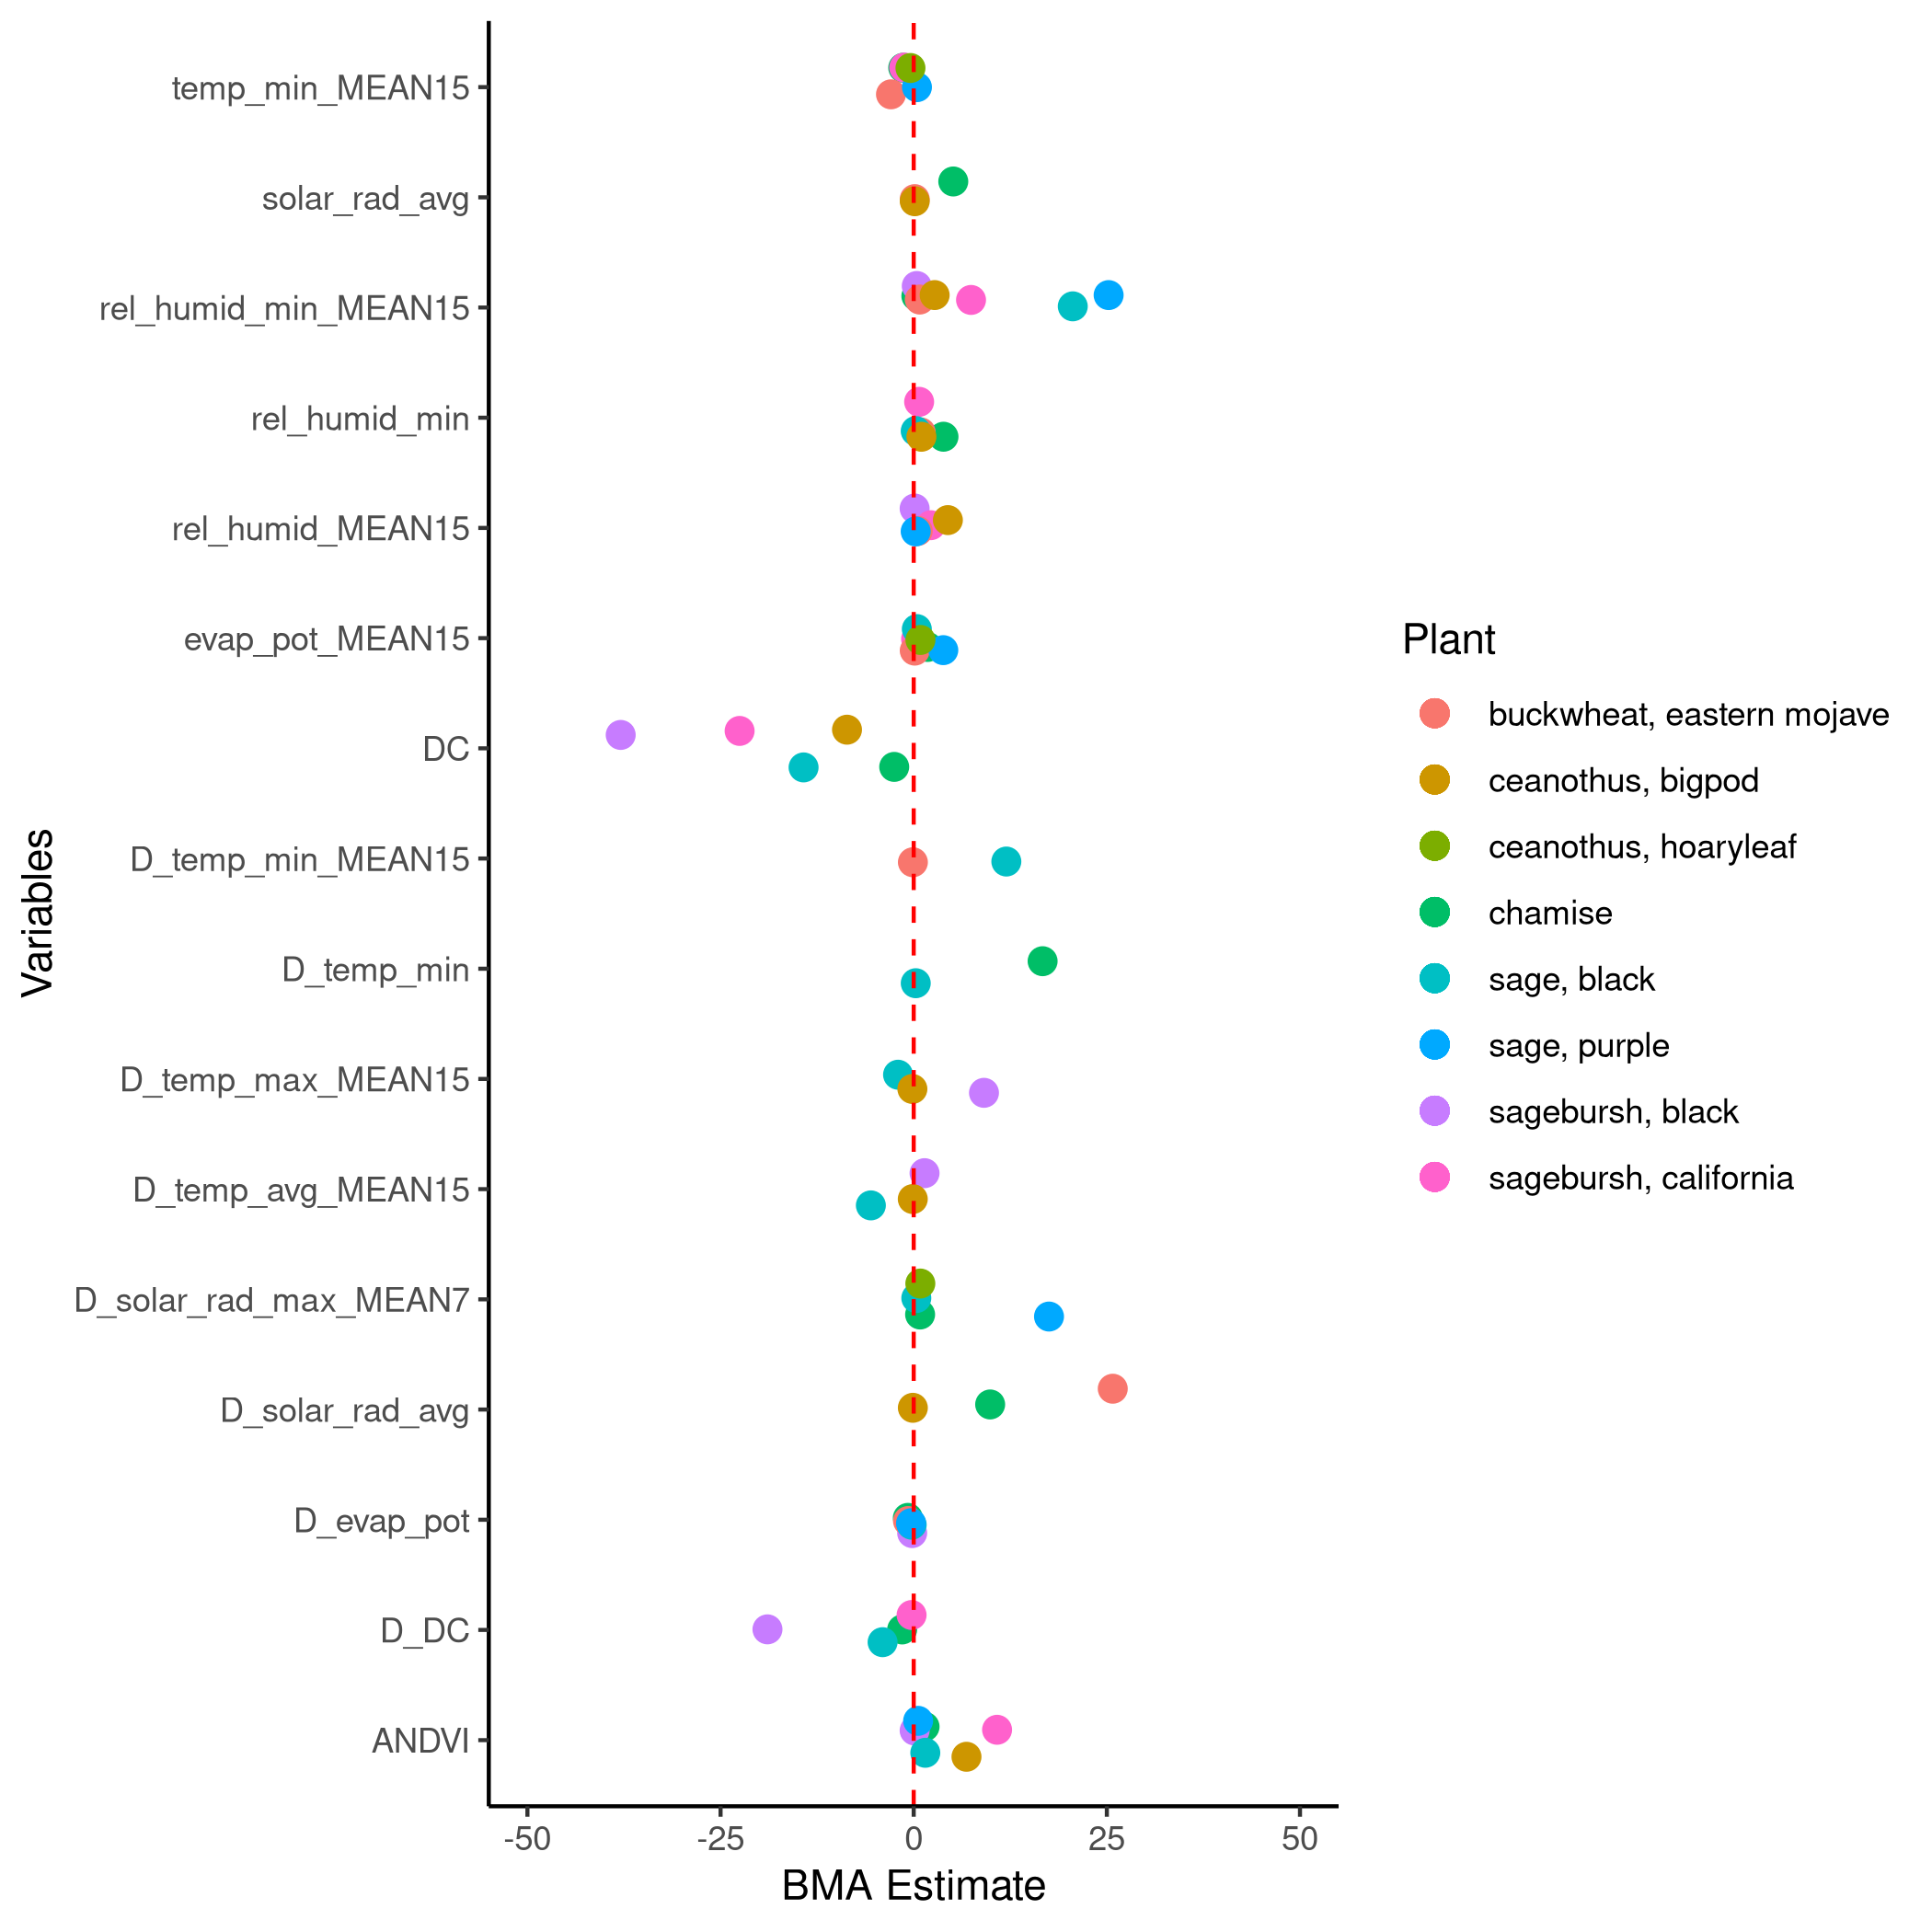 temp_min_MEAN15
solar_rad_avg
rel_humid_min_MEAN15
rel_humid_min
rel_humid_MEAN15
evap_pot_MEAN15
DC
D_temp_min_MEAN15
D_temp_min
D_temp_max_MEAN15
D_temp_avg_MEAN15
D_solar_rad_max_MEAN7
D_solar_rad_avg
D_evap_pot
D_DC
ANDVI
Variables
-50 -25 0 25 50
BMA Estimate
Plant
buckwheat, eastern mojave
ceanothus, bigpod
ceanothus, hoaryleaf
chamise
sage, black
sage, purple
sagebursh, black
sagebursh, california